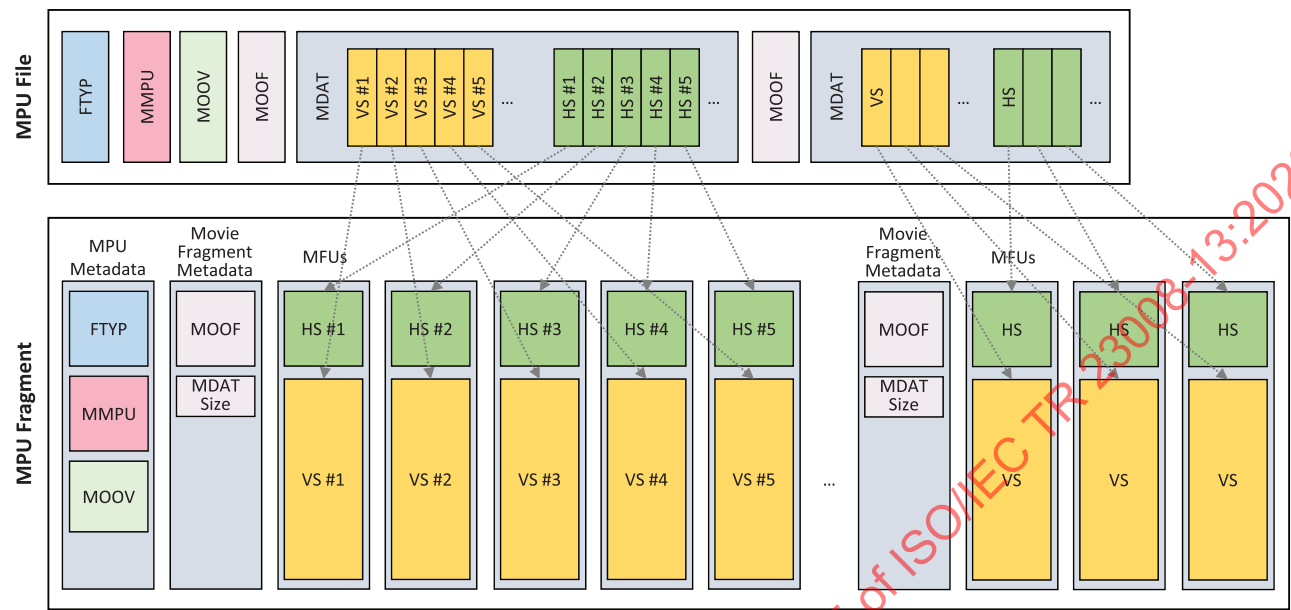 MPU File
FTYP
MMPU
MOOV
MOOF
MDAT
VS #1
VS #2
VS #3
VS #4
VS #5
...
HS #1
HS #2
HS #3
HS #4
HS #5
...
MOOF
MDAT
VS
...
HS
...
MPU Fragment
MPU
Metadata
FTYP
MMPU
MOOV
Movie
Fragment
Metadata
MOOF
MDAT
Size
MFUs
HS #1
HS #2
HS #3
HS #4
HS #5
VS #1
VS #2
VS #3
VS #4
VS #5
...
Movie
Fragment
Metadata
MOOF
MDAT
Size
MFUs
HS
HS
HS
VS
VS
VS
of ISO/IEC TR 23008-13:202